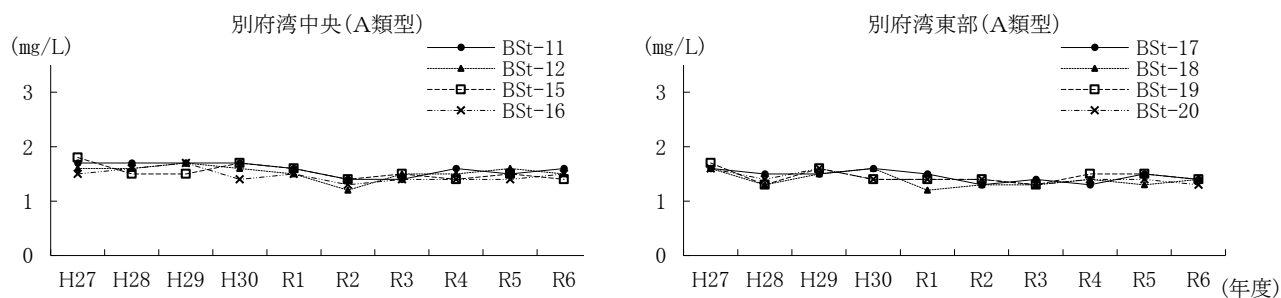 別府湾中央(A類型)
(mg/L)
BSt-11
BSt-12
BSt-15
BSt-16
3
2
1
0
H27 H28 H29 H30 R1 R2 R3 R4 R5 R6
別府湾東部(A類型)
(mg/L)
BSt-17
BSt-18
BSt-19
BSt-20
3
2
1
0
H27 H28 H29 H30 R1 R2 R3 R4 R5 R6 (年度)